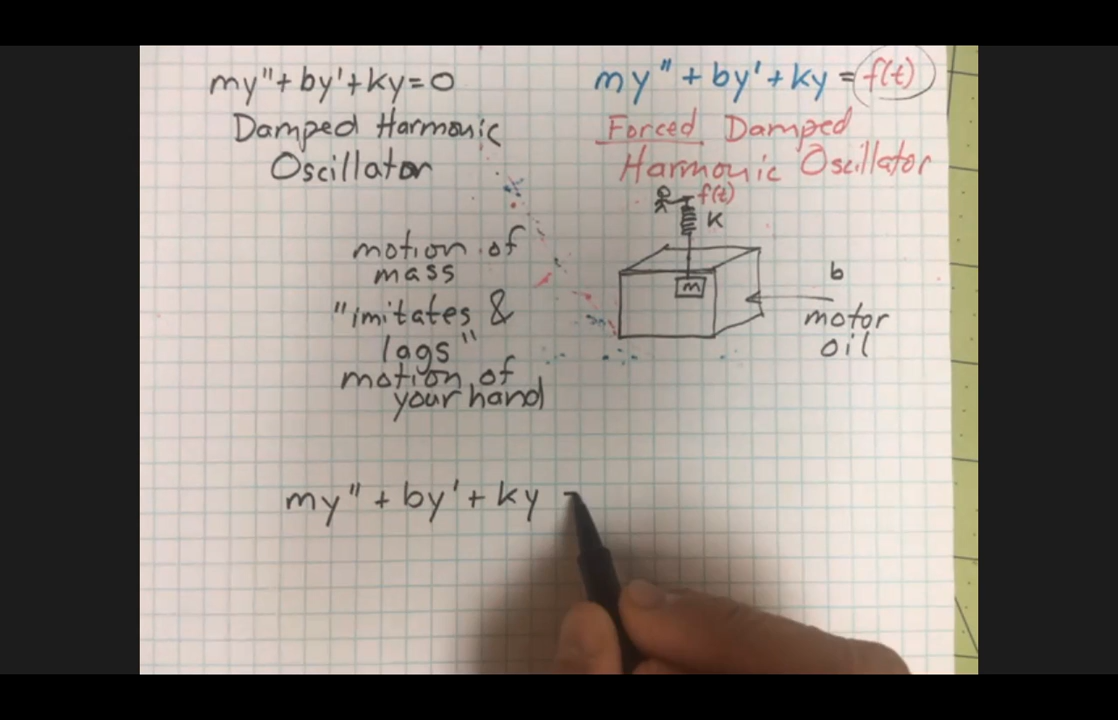 my"+by'+ky=0
Damped Harmonic
Oscillator
my"+by'+ky=f(t)
Forced Damped
Harmonic Oscillator
f(t)
k
m
b
motor
oil
motion of
mass
"imitates &
lags"
motion of
your hand
my"+by'+ky =